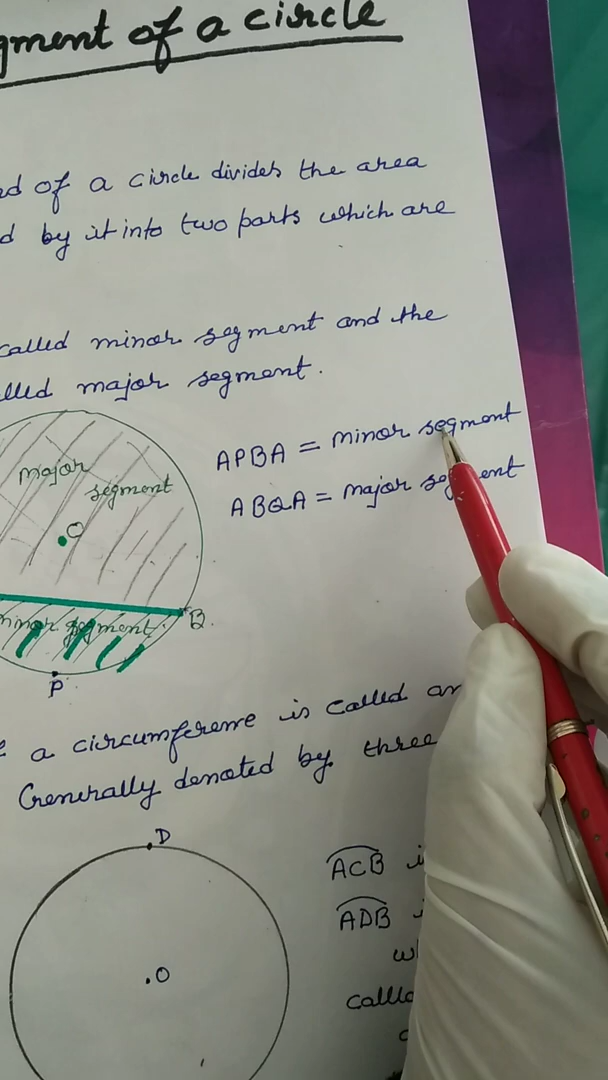 gment of a circle
d of a circle divides the area
d by it into two parts which are
called minor segment and the
lled major segment.
APBA = minor segment
ABQA = major segment
major
segment
O
B.
minor segment.
P
a circumferene is called an
Generally denoted by three
D
ACB
ADB
.O
callle